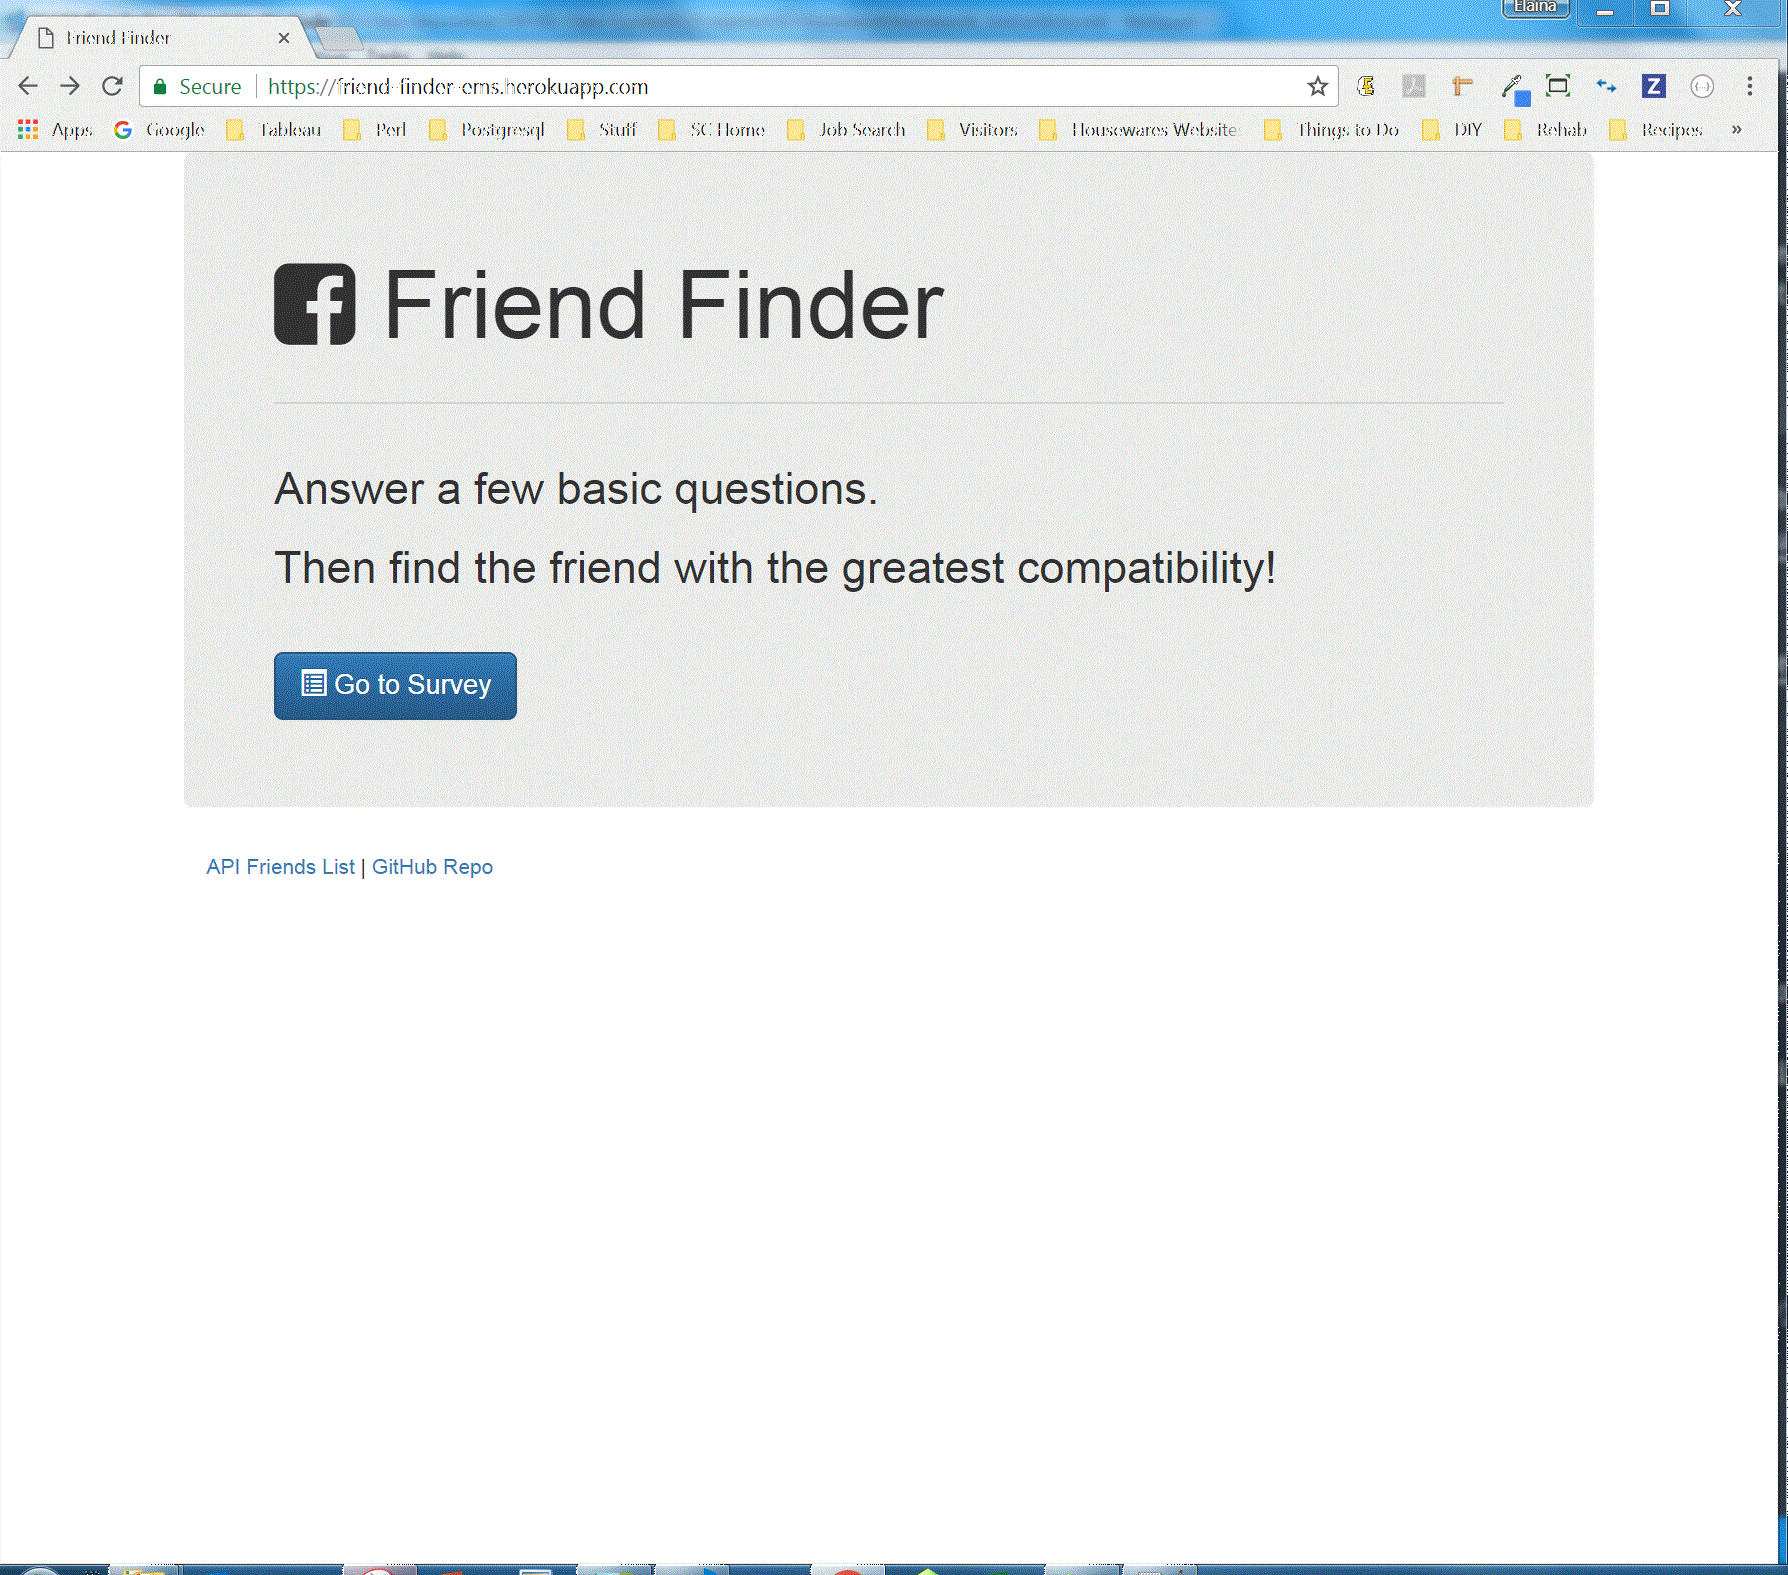 Elaina
Friend Finder
Secure https://friend-finder-ems.herokuapp.com
Apps Google Tableau Perl Postgresql Stuff SC Home Job Search Visitors Housewares Website Things to Do DIY Rehab Recipes »
Friend Finder
Answer a few basic questions.
Then find the friend with the greatest compatibility!
Go to Survey
API Friends List | GitHub Repo